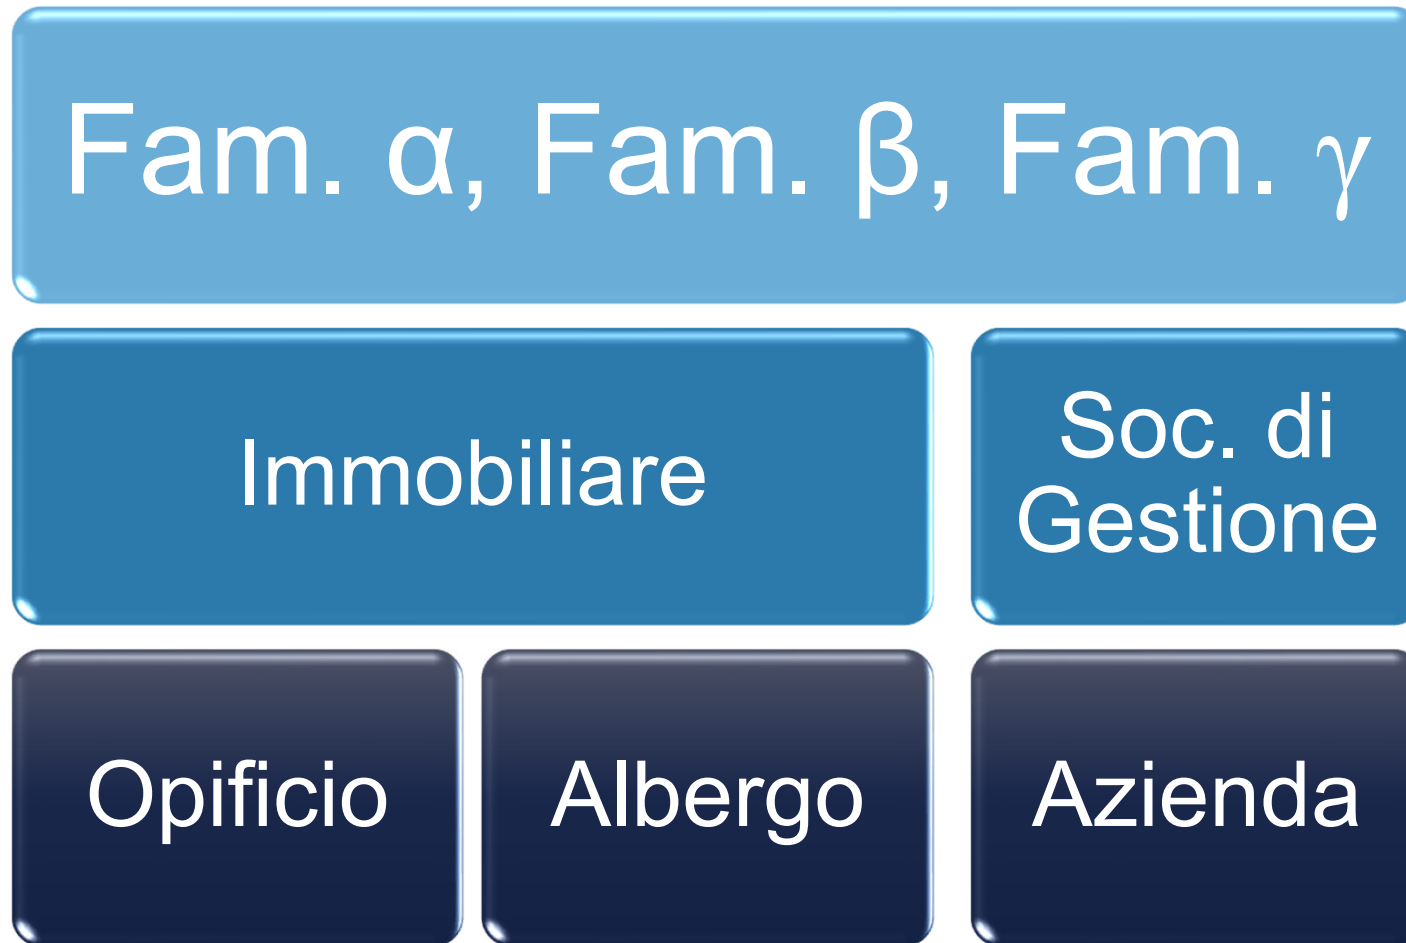 Fam. α, Fam. β, Fam. γ
Immobiliare
Soc. di
Gestione
Opificio
Albergo
Azienda